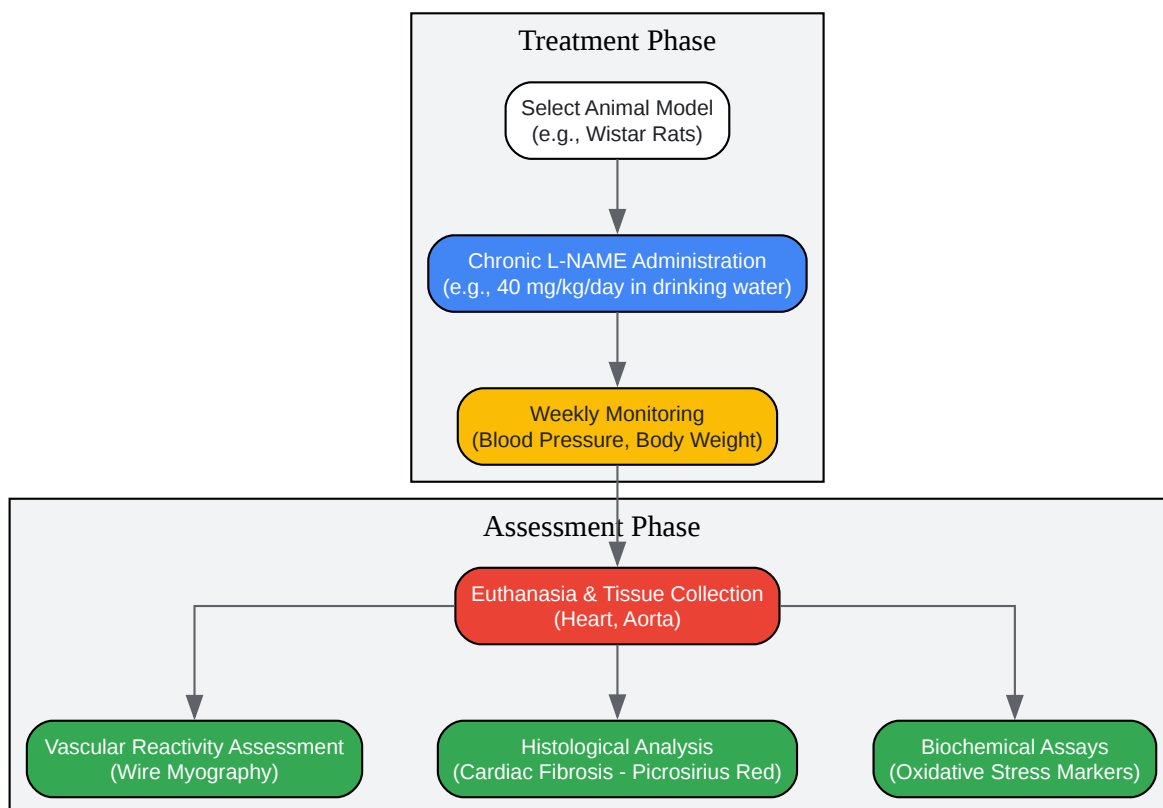 Treatment Phase
Select Animal Model
(e.g., Wistar Rats)
Chronic L-NAME Administration
(e.g., 40 mg/kg/day in drinking water)
Weekly Monitoring
(Blood Pressure, Body Weight)
Assessment Phase
Euthanasia & Tissue Collection
(Heart, Aorta)
Vascular Reactivity Assessment
(Wire Myography)
Histological Analysis
(Cardiac Fibrosis - Picrosirius Red)
Biochemical Assays
(Oxidative Stress Markers)